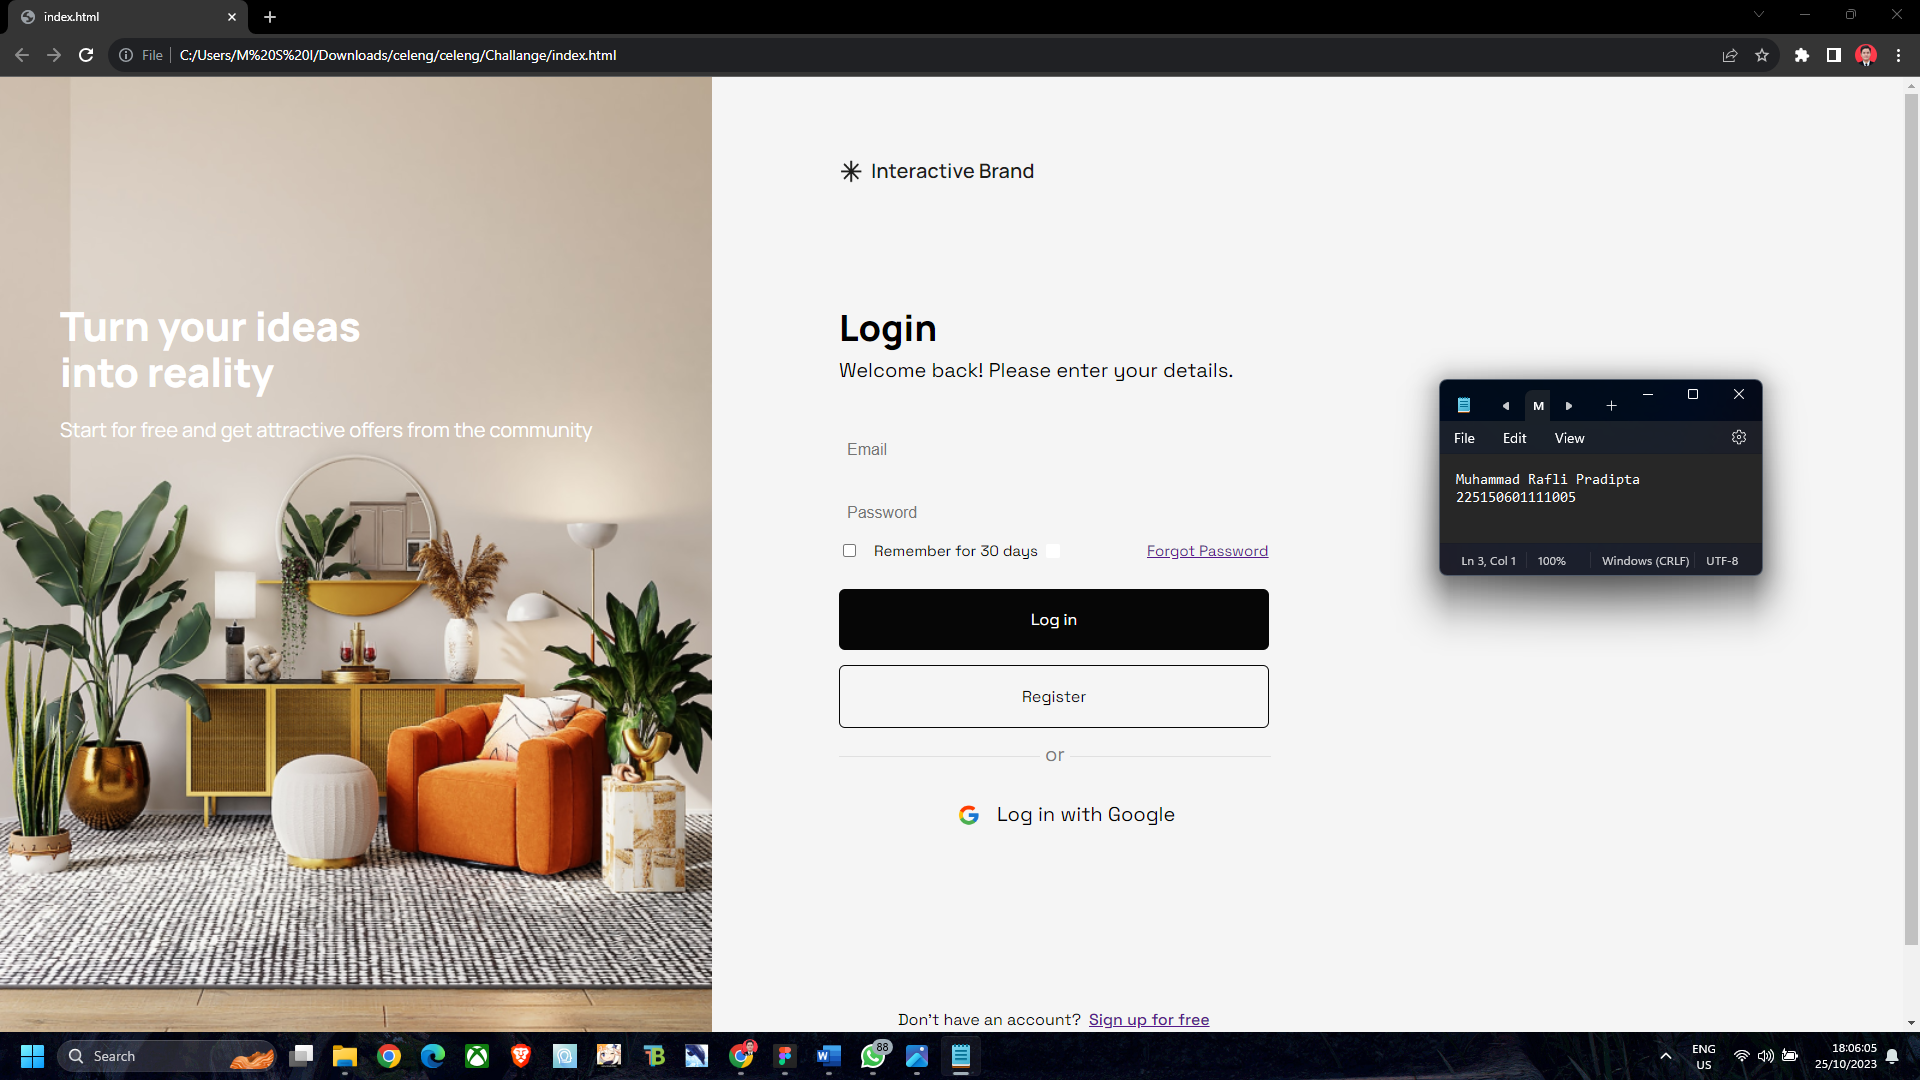 index.html
File
C:/Users/M%20S%20I/Downloads/celeng/celeng/Challange/index.html
Turn your ideas
into reality
Start for free and get attractive offers from the community
Interactive Brand
Login
Welcome back! Please enter your details.
Email
Password
Remember for 30 days
Forgot Password
Log in
Register
or
Log in with Google
Don't have an account? Sign up for free
M
File Edit View
Muhammad Rafli Pradipta
225150601111005
Ln 3, Col 1 100% Windows (CRLF) UTF-8
Search
88
ENG
US
18:06:05
25/10/2023